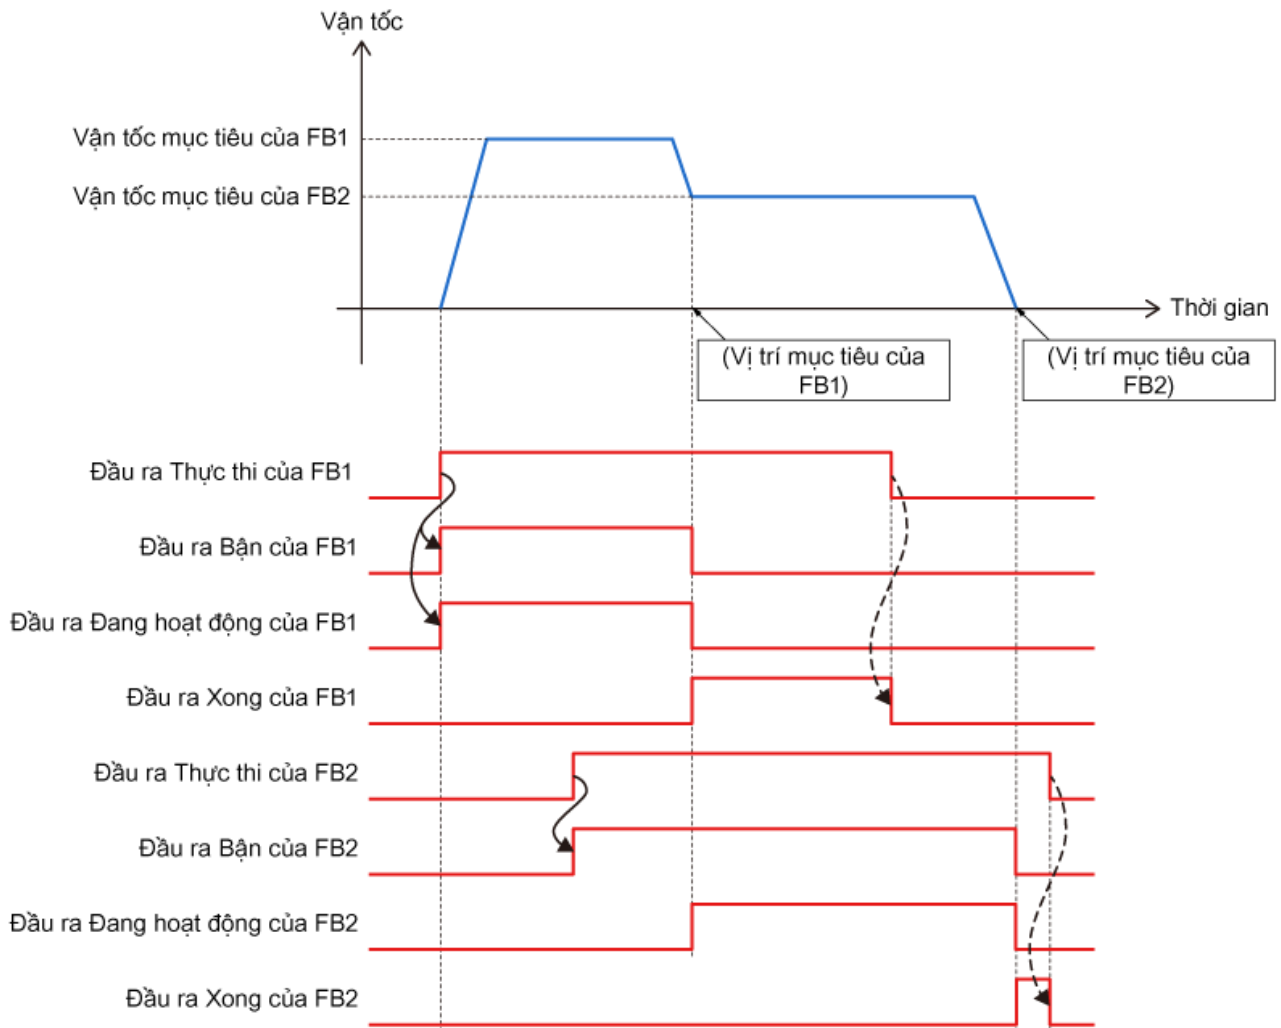 Vận tốc
Vận tốc mục tiêu của FB1
Vận tốc mục tiêu của FB2
Thời gian
(Vị trí mục tiêu của
FB1)
(Vị trí mục tiêu của
FB2)
Đầu ra Thực thi của FB1
Đầu ra Bận của FB1
Đầu ra Đang hoạt động của FB1
Đầu ra Xong của FB1
Đầu ra Thực thi của FB2
Đầu ra Bận của FB2
Đầu ra Đang hoạt động của FB2
Đầu ra Xong của FB2